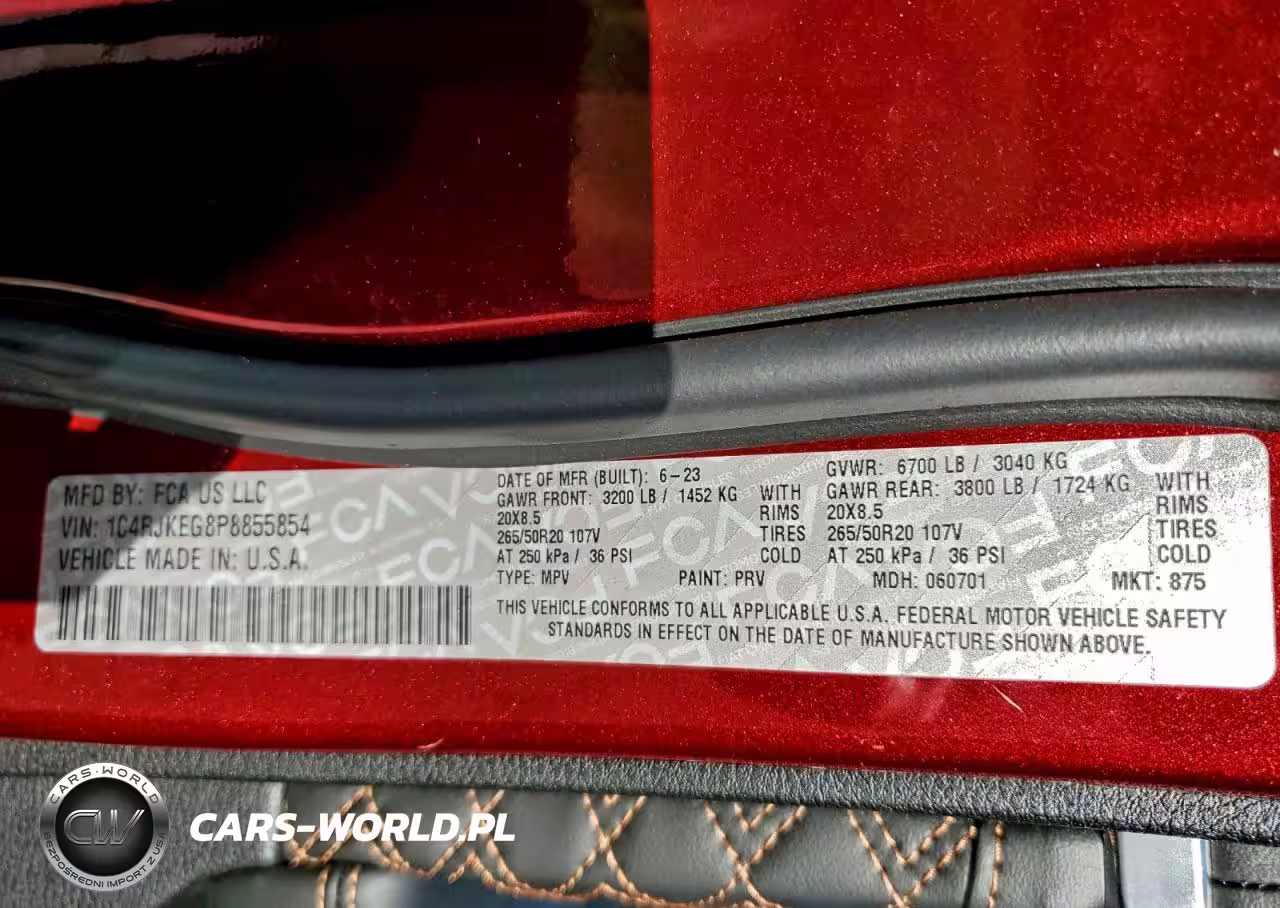 MFD BY: FCA US LLC
VIN: 1C4RJKEG8P8855854
VEHICLE MADE IN: U.S.A.
DATE OF MFR (BUILT): 6-23
GAWR FRONT: 3200 LB / 1452 KG WITH
20X8.5 RIMS
265/50R20 107V TIRES
AT 250 kPa / 36 PSI COLD
GVWR: 6700 LB / 3040 KG
GAWR REAR: 3800 LB / 1724 KG WITH
20X8.5 RIMS
265/50R20 107V TIRES
AT 250 kPa / 36 PSI COLD
TYPE: MPV PAINT: PRV MDH: 060701 MKT: 875
THIS VEHICLE CONFORMS TO ALL APPLICABLE U.S.A. FEDERAL MOTOR VEHICLE SAFETY
STANDARDS IN EFFECT ON THE DATE OF MANUFACTURE SHOWN ABOVE.
CARS-WORLD
CW
BEZPOŚREDNI IMPORT Z USA
CARS-WORLD.PL